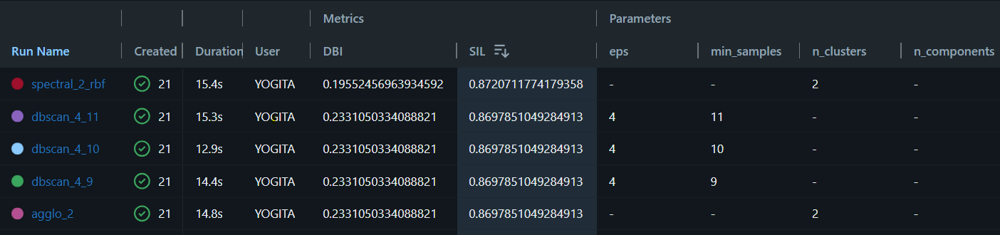 Metrics Parameters
Run Name Created Duration User DBI SIL eps min_samples n_clusters n_components
spectral_2_rbf 21 15.4s YOGITA 0.19552456963934592 0.8720711774179358 - - 2
dbscan_4_11 21 15.3s YOGITA 0.2331050334088821 0.8697851049284913 4 11 - -
dbscan_4_10 21 12.9s YOGITA 0.2331050334088821 0.8697851049284913 4 10 - -
dbscan_4_9 21 14.4s YOGITA 0.2331050334088821 0.8697851049284913 4 9 - -
agglo_2 21 14.8s YOGITA 0.2331050334088821 0.8697851049284913 - - 2 -